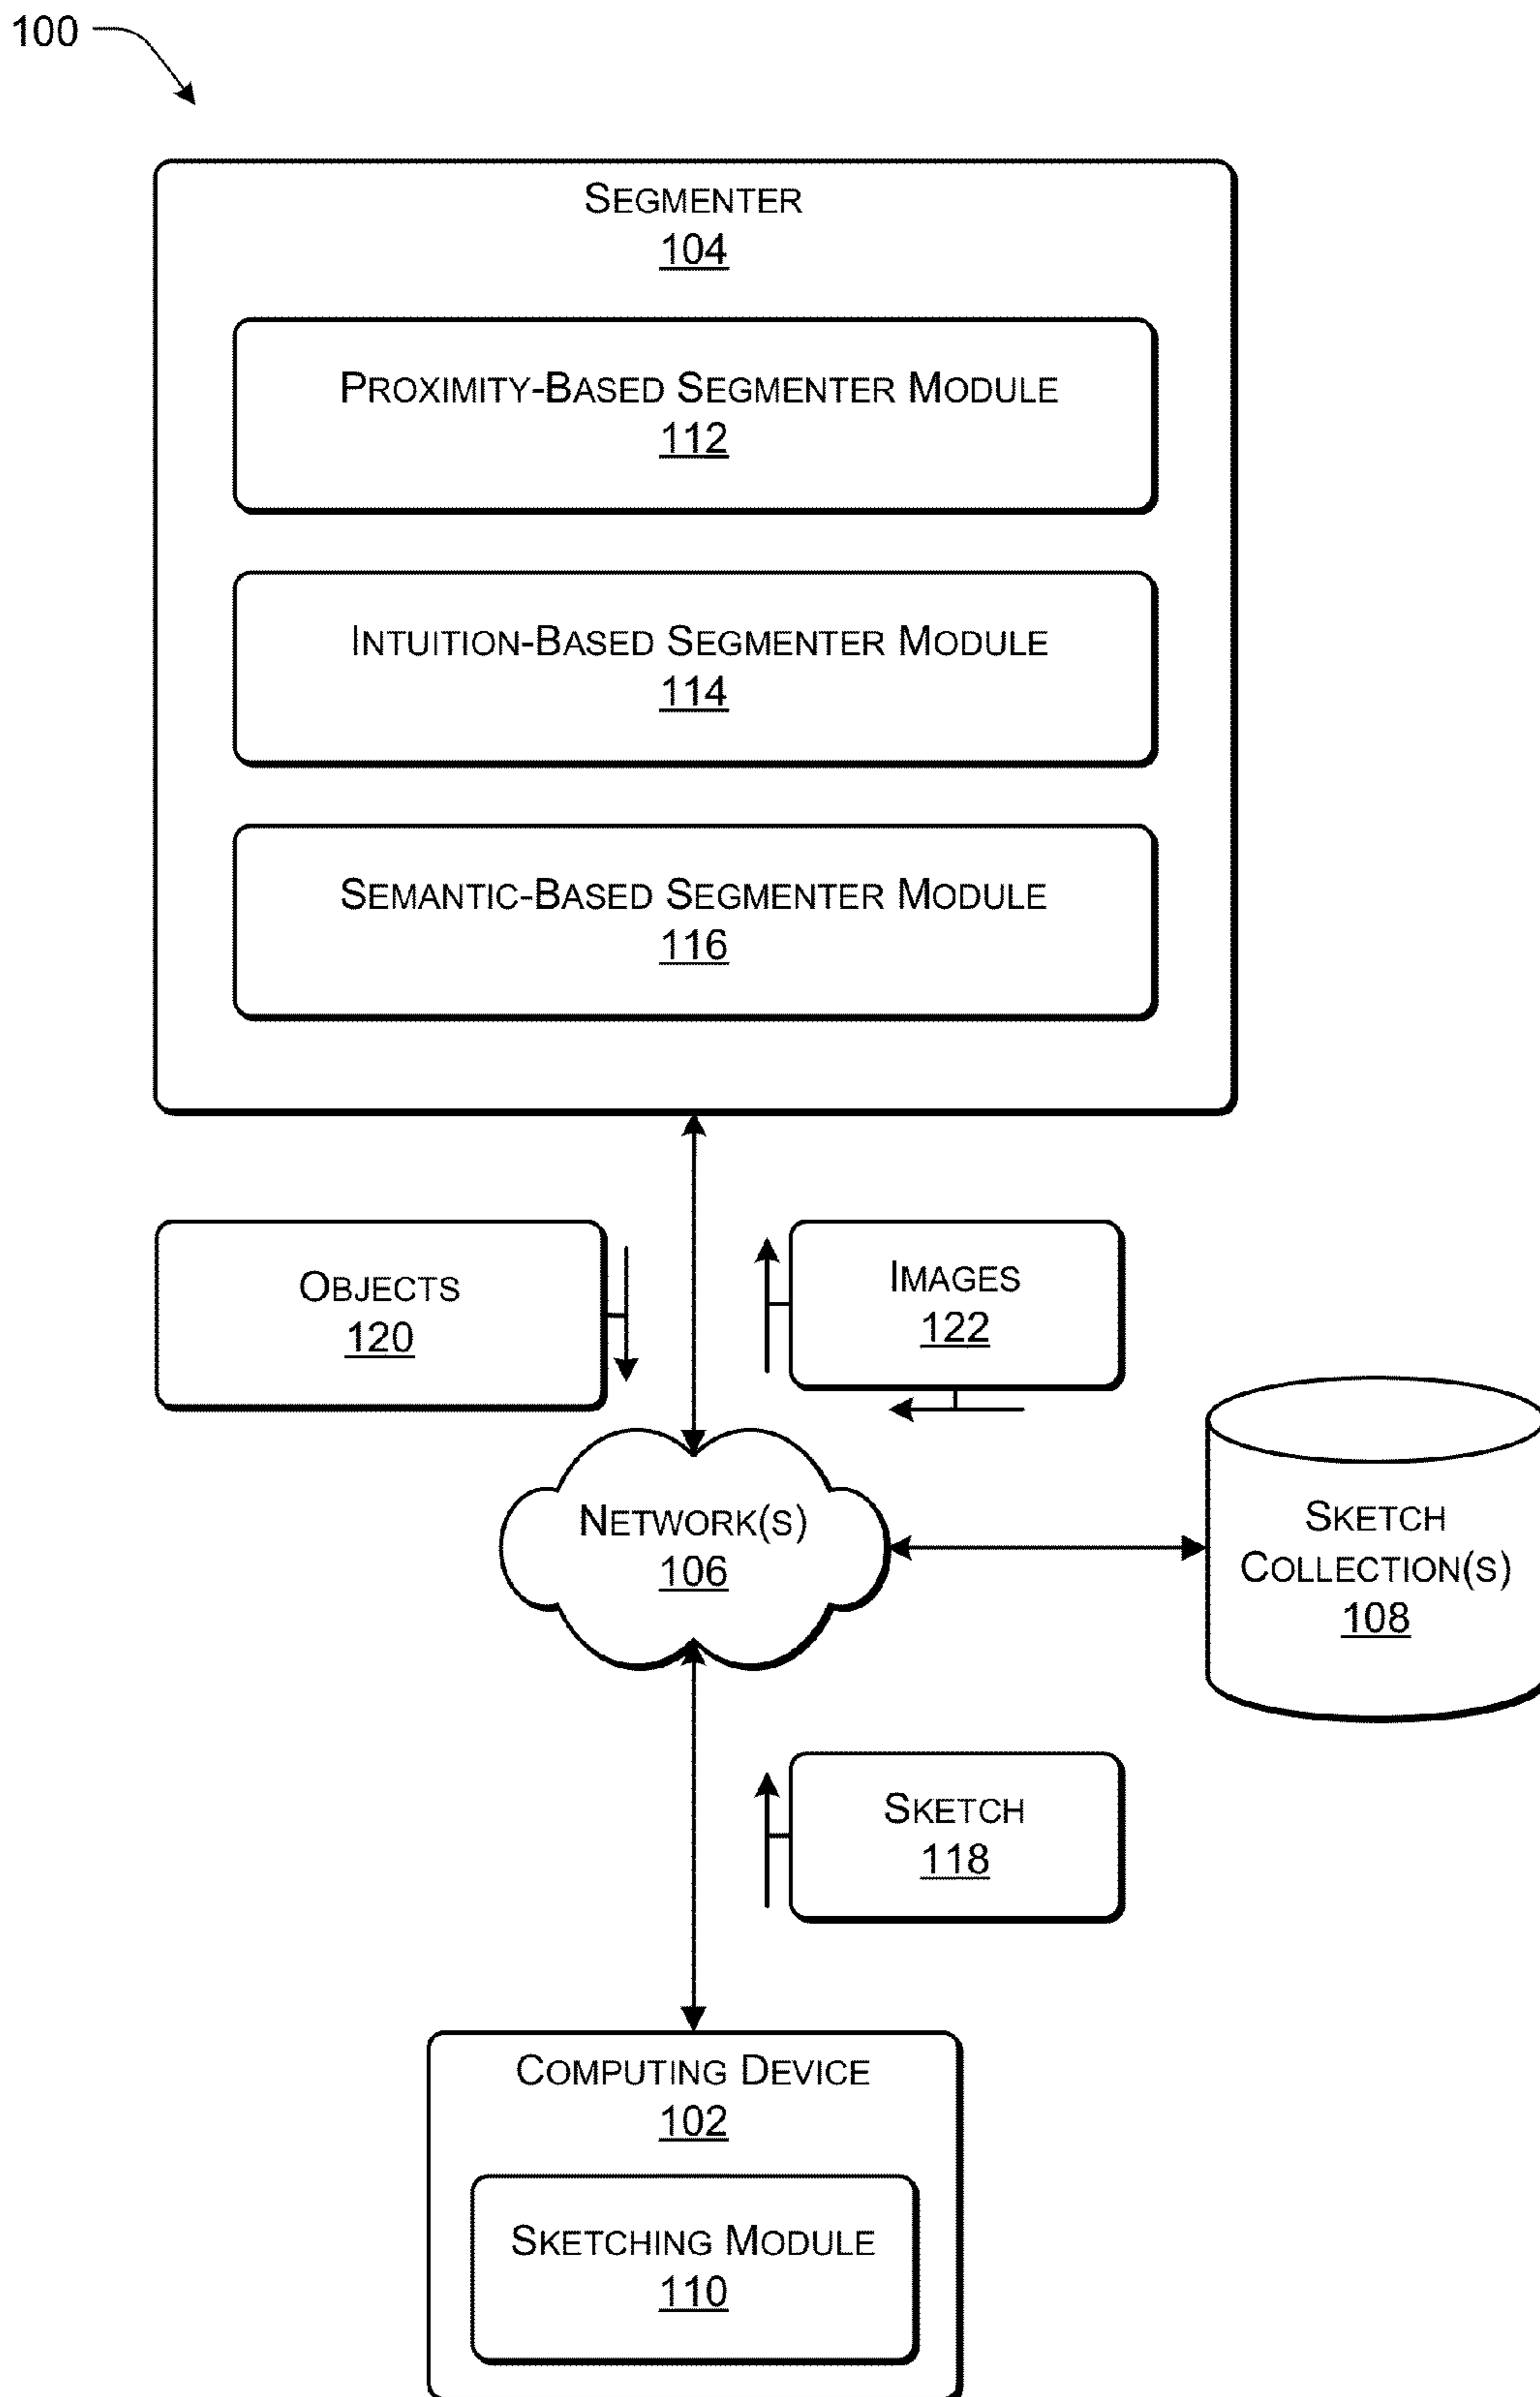 100
SEGMENTER
104
PROXIMITY-BASED SEGMENTER MODULE
112
INTUITION-BASED SEGMENTER MODULE
114
SEMANTIC-BASED SEGMENTER MODULE
116
OBJECTS
120
IMAGES
122
NETWORK(S)
106
SKETCH
COLLECTION(S)
108
SKETCH
118
COMPUTING DEVICE
102
SKETCHING MODULE
110